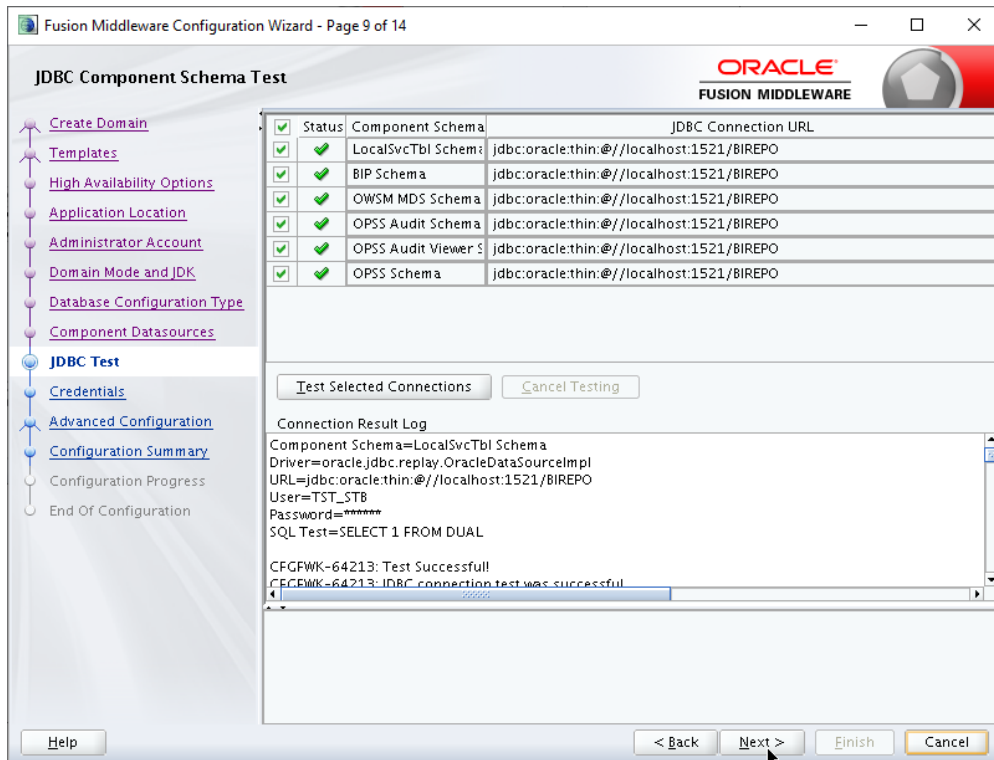 Fusion Middleware Configuration Wizard - Page 9 of 14
JDBC Component Schema Test
ORACLE
FUSION MIDDLEWARE
Create Domain
Templates
High Availability Options
Application Location
Administrator Account
Domain Mode and JDK
Database Configuration Type
Component Datasources
JDBC Test
Credentials
Advanced Configuration
Configuration Summary
Configuration Progress
End Of Configuration
Status Component Schema JDBC Connection URL
LocalSvcTbl Schema jdbc:oracle:thin:@//localhost:1521/BIREPO
BIP Schema jdbc:oracle:thin:@//localhost:1521/BIREPO
OWSM MDS Schema jdbc:oracle:thin:@//localhost:1521/BIREPO
OPSS Audit Schema jdbc:oracle:thin:@//localhost:1521/BIREPO
OPSS Audit Viewer S jdbc:oracle:thin:@//localhost:1521/BIREPO
OPSS Schema jdbc:oracle:thin:@//localhost:1521/BIREPO
Test Selected Connections Cancel Testing
Connection Result Log
Component Schema=LocalSvcTbl Schema
Driver=oracle.jdbc.replay.OracleDataSourceImpl
URL=jdbc:oracle:thin:@//localhost:1521/BIREPO
User=TST_STB
Password=******
SQL Test=SELECT 1 FROM DUAL
CFGFWK-64213: Test Successful!
CFGFWK-64213: JDBC connection test was successful.
Help < Back Next > Finish Cancel